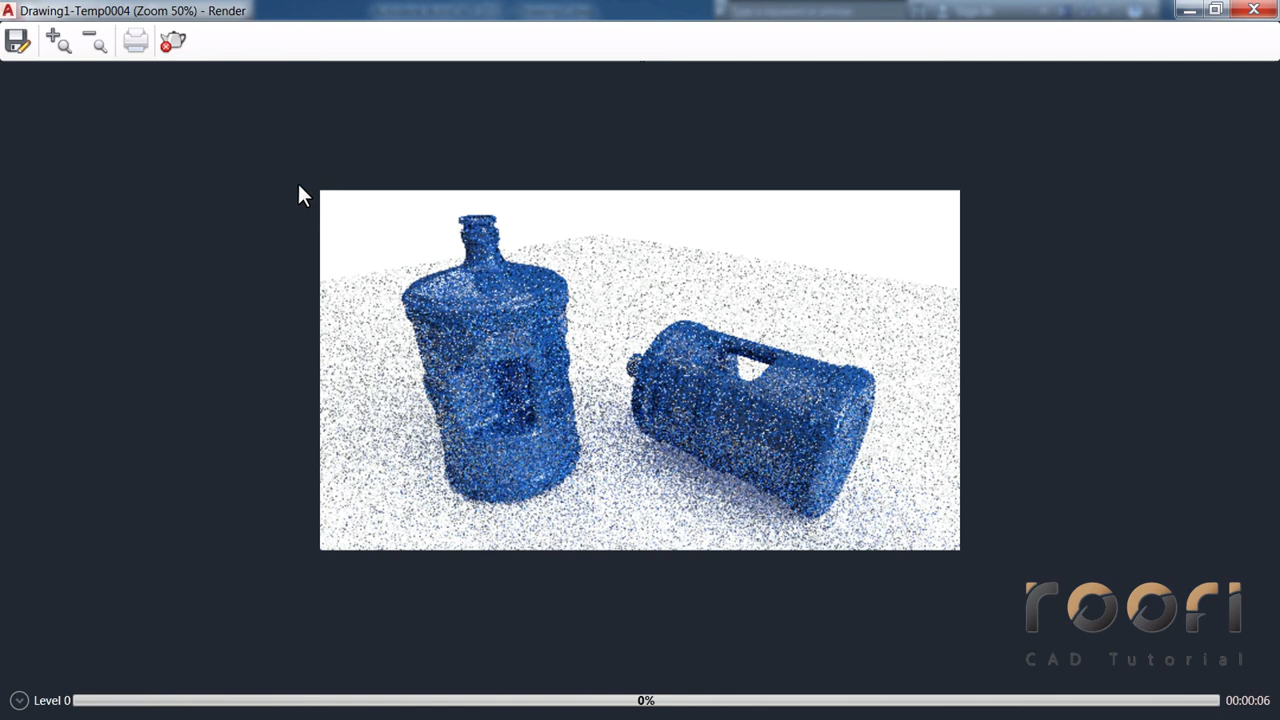 Drawing1-Temp0004 (Zoom 50%) - Render
roofi
CAD Tutorial
Level 0
0%
00:00:06